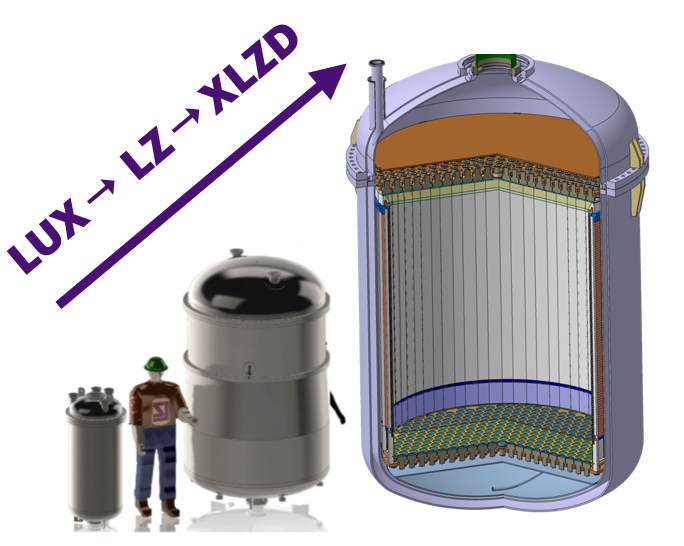 LUX → LZ → XLZD